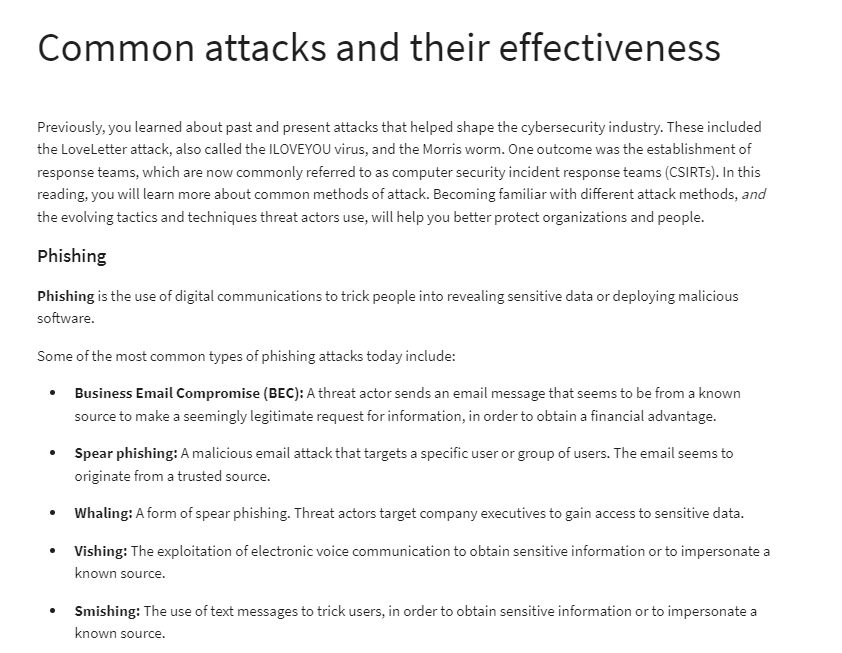 Common attacks and their effectiveness
Previously, you learned about past and present attacks that helped shape the cybersecurity industry. These included
the LoveLetter attack, also called the ILOVEYOU virus, and the Morris worm. One outcome was the establishment of
response teams, which are now commonly referred to as computer security incident response teams (CSIRTs). In this
reading, you will learn more about common methods of attack. Becoming familiar with different attack methods, and
the evolving tactics and techniques threat actors use, will help you better protect organizations and people.
Phishing
Phishing is the use of digital communications to trick people into revealing sensitive data or deploying malicious
software.
Some of the most common types of phishing attacks today include:
• Business Email Compromise (BEC): A threat actor sends an email message that seems to be from a known
source to make a seemingly legitimate request for information, in order to obtain a financial advantage.
• Spear phishing: A malicious email attack that targets a specific user or group of users. The email seems to
originate from a trusted source.
• Whaling: A form of spear phishing. Threat actors target company executives to gain access to sensitive data.
• Vishing: The exploitation of electronic voice communication to obtain sensitive information or to impersonate a
known source.
• Smishing: The use of text messages to trick users, in order to obtain sensitive information or to impersonate a
known source.